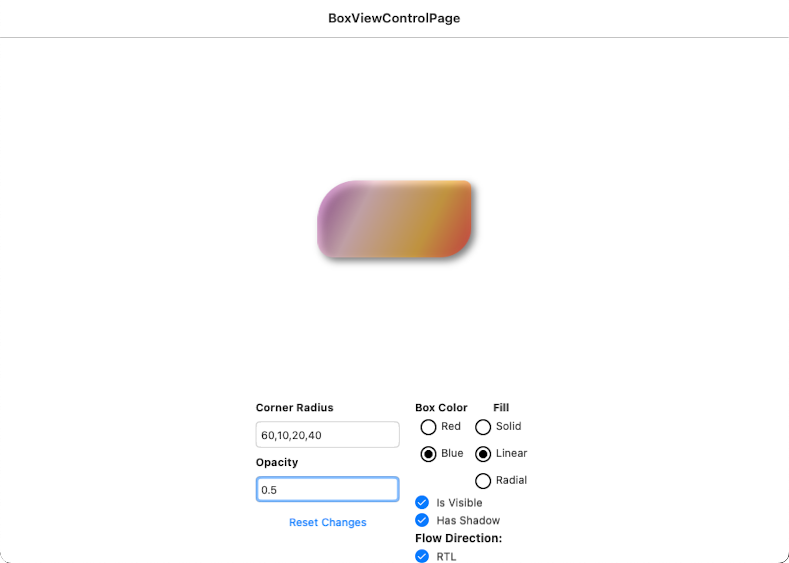 BoxViewControlPage
Corner Radius
60,10,20,40
Opacity
0.5
Reset Changes
Box Color
Red
Blue
Fill
Solid
Linear
Radial
Is Visible
Has Shadow
Flow Direction:
RTL